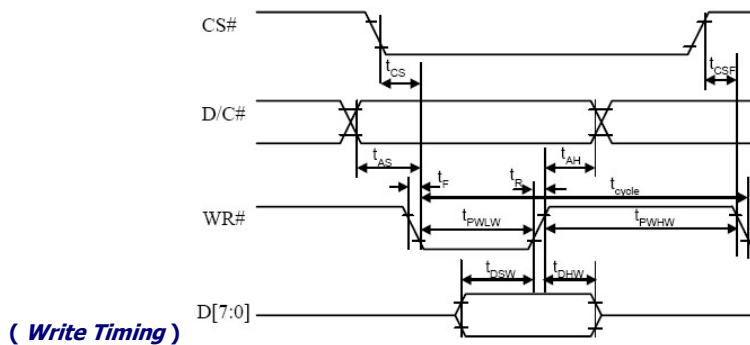 CS#
tCS
tCSF
D/C#
tAS
tAH
tF
tR
tcycle
WR#
tPWLW
tPWHW
tDSW
tDHW
D[7:0]
( Write Timing )